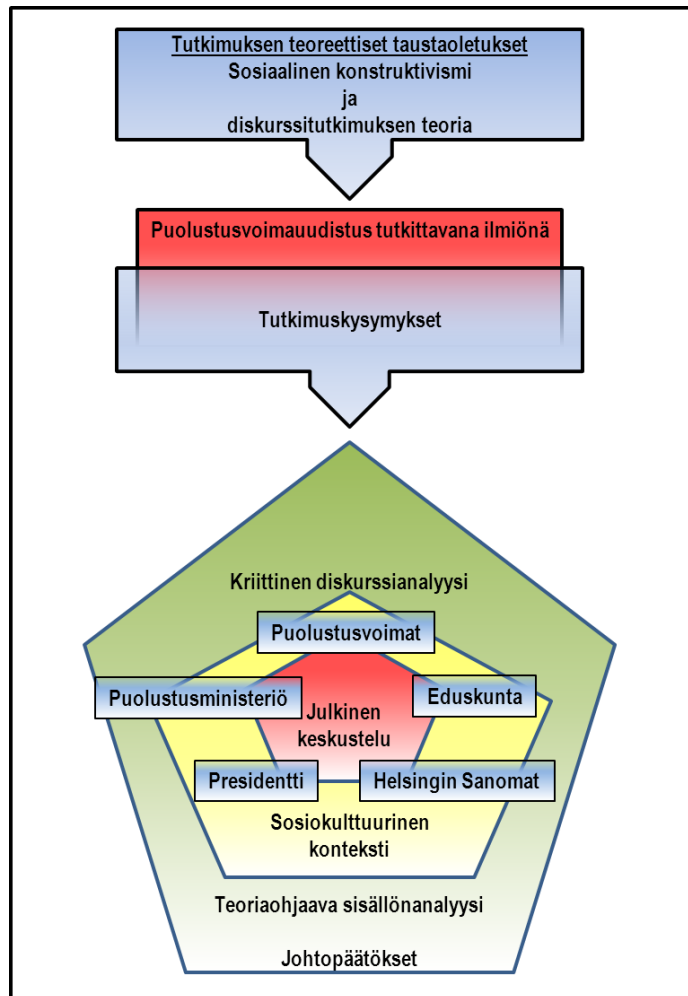 Tutkimuksen teoreettiset taustaoletukset
Sosiaalinen konstruktivismi
ja
diskurssitutkimuksen teoria
Puolustusvoimauudistus tutkittavana ilmiönä
Tutkimuskysymykset
Kriittinen diskurssianalyysi
Puolustusvoimat
Puolustusministeriö
Eduskunta
Julkinen
keskustelu
Presidentti
Helsingin Sanomat
Sosiokulttuurinen
konteksti
Teoriaohjaava sisällönanalyysi
Johtopäätökset